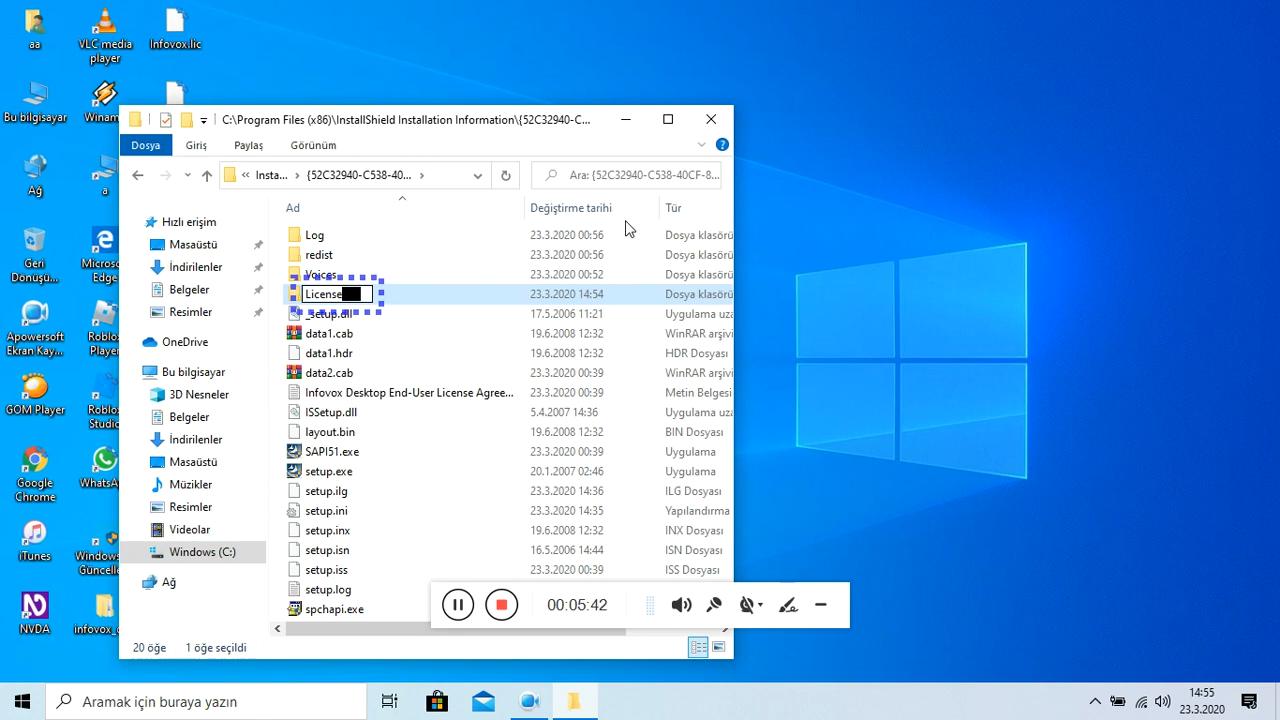 aa
VLC media player
Infovox.lic
Bu bilgisayar
Winam
Ağ
a
Geri Dönüşü...
Microso
Edge
Apowersoft Ekran Kay...
Roblox
Player
GOM Player
Roblox
Studio
Google Chrome
WhatsA
iTunes
Windows
Güncelle
NVDA
infovox_d
C:\Program Files (x86)\InstallShield Installation Information\{52C32940-C...
Dosya
Giriş
Paylaş
Görünüm
« Insta... › {52C32940-C538-40... ›
Ara: {52C32940-C538-40CF-8...
Hızlı erişim
Masaüstü
İndirilenler
Belgeler
Resimler
OneDrive
Bu bilgisayar
3D Nesneler
Belgeler
İndirilenler
Masaüstü
Müzikler
Resimler
Videolar
Windows (C:)
Ağ
Ad Değiştirme tarihi Tür
Log 23.3.2020 00:56 Dosya klasörü
redist 23.3.2020 00:56 Dosya klasörü
Voices 23.3.2020 00:52 Dosya klasörü
License 23.3.2020 14:54 Dosya klasörü
_setup.dll 17.5.2006 11:21 Uygulama uza
data1.cab 19.6.2008 12:32 WinRAR arşivi
data1.hdr 19.6.2008 12:32 HDR Dosyası
data2.cab 23.3.2020 00:39 WinRAR arşivi
Infovox Desktop End-User License Agree... 23.3.2020 00:39 Metin Belgesi
ISSetup.dll 5.4.2007 14:36 Uygulama uza
layout.bin 19.6.2008 12:32 BIN Dosyası
SAPI51.exe 23.3.2020 00:39 Uygulama
setup.exe 20.1.2007 02:46 Uygulama
setup.ilg 23.3.2020 14:36 ILG Dosyası
setup.ini 23.3.2020 14:35 Yapılandırma
setup.inx 19.6.2008 12:32 INX Dosyası
setup.isn 16.5.2006 14:44 ISN Dosyası
setup.iss 23.3.2020 00:39 ISS Dosyası
setup.log
spchapi.exe
00:05:42
20 öğe 1 öğe seçildi
Aramak için buraya yazın
14:55
23.3.2020